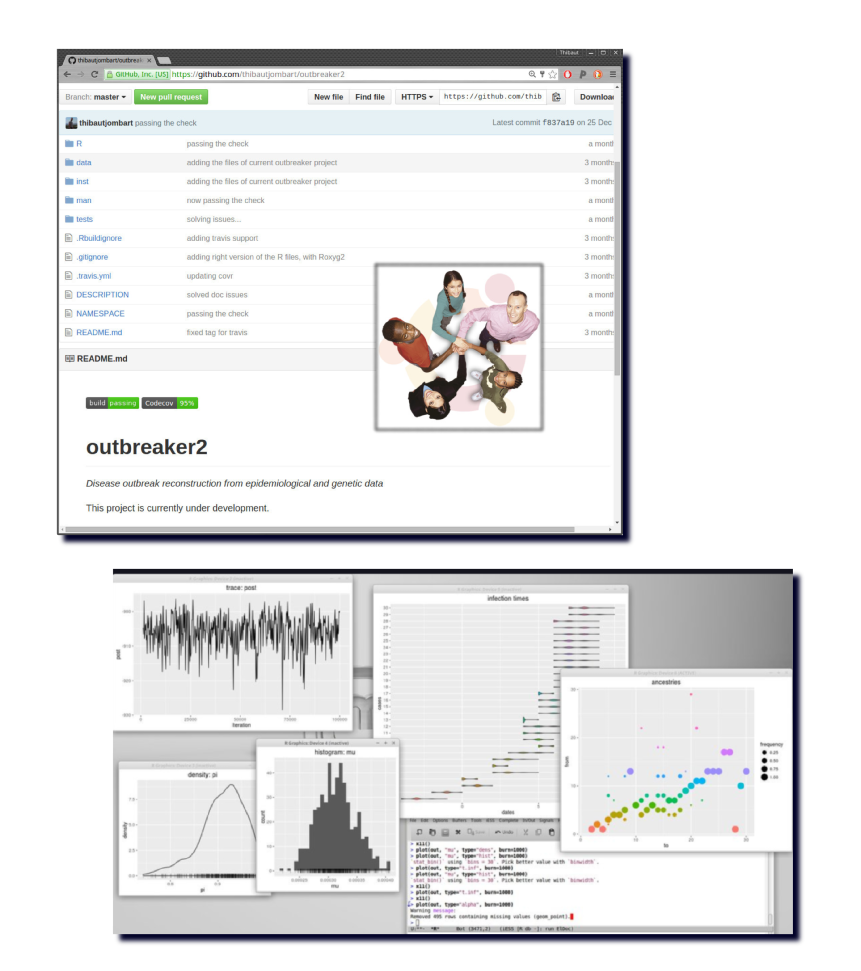 Thibaut
thibautjombart/outbreak ×
GitHub, Inc. [US] https://github.com/thibautjombart/outbreaker2
Branch: master New pull request New file Find file HTTPS https://github.com/thib Download
thibautjombart passing the check Latest commit f837a19 on 25 Dec
R passing the check a month
data adding the files of current outbreaker project 3 months
inst adding the files of current outbreaker project 3 months
man now passing the check a month
tests solving issues... a month
.Rbuildignore adding travis support 3 months
.gitignore adding right version of the R files, with Roxyg2 3 months
.travis.yml updating covr 3 months
DESCRIPTION solved doc issues a month
NAMESPACE passing the check a month
README.md fixed tag for travis 3 months
README.md
build passing Codecov 95%
outbreaker2
Disease outbreak reconstruction from epidemiological and genetic data
This project is currently under development.
trace: post
post
iteration
infection times
cases
dates
ancestries
from
to
frequency
0.25
0.50
0.75
1.00
density: pi
density
pi
histogram: mu
count
mu
> x11()
> plot(out, "mu", type="dens", burn=1000)
> plot(out, "mu", type="hist", burn=1000)
`stat_bin()` using `bins = 30`. Pick better value with `binwidth`.
> plot(out, type="t.inf", burn=1000)
> plot(out, "mu", type="hist", burn=1000)
`stat_bin()` using `bins = 30`. Pick better value with `binwidth`.
> x11()
> plot(out, type="t.inf", burn=1000)
> x11()
> plot(out, type="alpha", burn=1000)
Warning message:
Removed 495 rows containing missing values (geom_point).